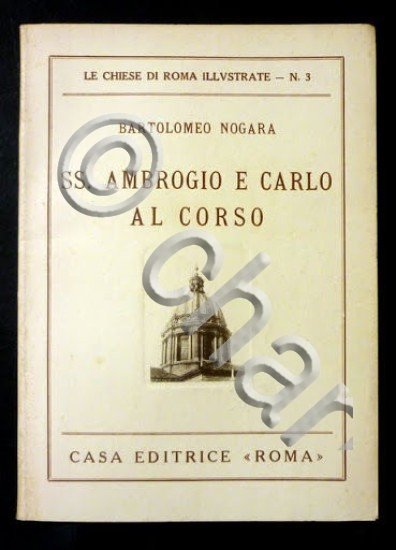 LE CHIESE DI ROMA ILLVSTRATE — N. 3
BARTOLOMEO NOGARA
SS. AMBROGIO E CARLO
AL CORSO
CASA EDITRICE «ROMA»
© char